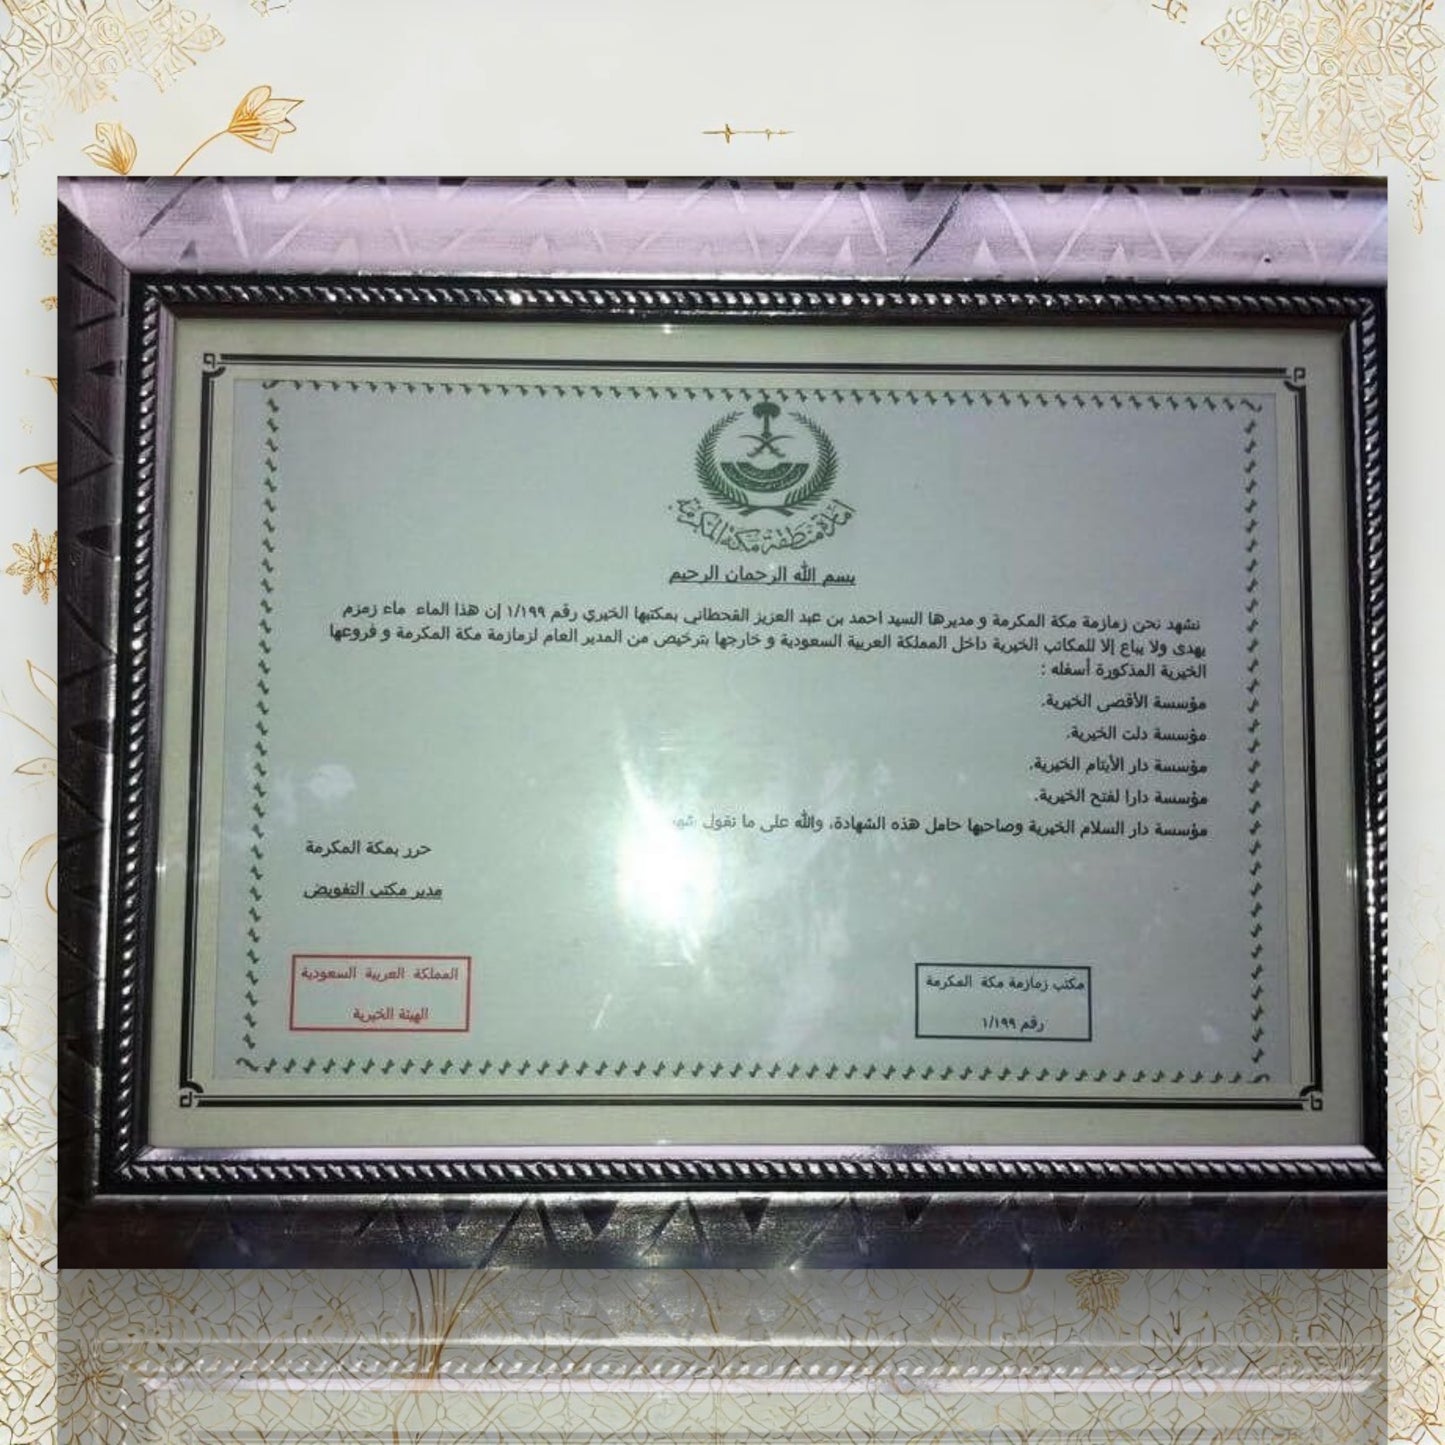 امارة منطقة مكة المكرمة
بسم الله الرحمان الرحيم
نشهد نحن زمازمة مكة المكرمة و مديرها السيد احمد بن عبد العزيز القحطاني بمكتبها الخيري رقم ١/١٩٩ إن هذا الماء ماء زمزم
يهدى ولا يباع إلا للمكاتب الخيرية داخل المملكة العربية السعودية و خارجها بترخيص من المدير العام لزمازمة مكة المكرمة و فروعها
الخيرية المذكورة أسفله :
مؤسسة الأقصى الخيرية.
مؤسسة دلت الخيرية.
مؤسسة دار الأيتام الخيرية.
مؤسسة دارا لفتح الخيرية.
مؤسسة دار السلام الخيرية وصاحبها حامل هذه الشهادة، والله على ما نقول
حرر بمكة المكرمة
مدير مكتب التفويض
مكتب زمازمة مكة المكرمة
رقم ١/١٩٩
المملكة العربية السعودية
الهيئة الخيرية